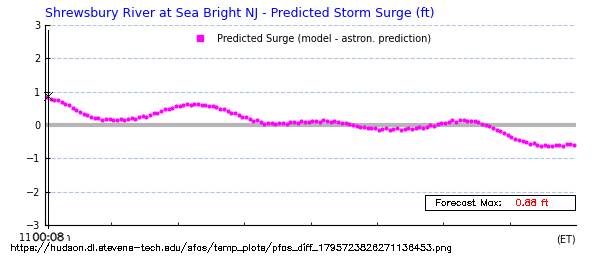 Shrewsbury River at Sea Bright NJ - Predicted Storm Surge (ft)
3
Predicted Surge (model - astron. prediction)
2
1
0
−1
−2
Forecast Max: 0.88 ft
−3
(ET)
https://hudson.dl.stevens-tech.edu/sfas/temp_plots/pfas_diff_1795723826271136453.png